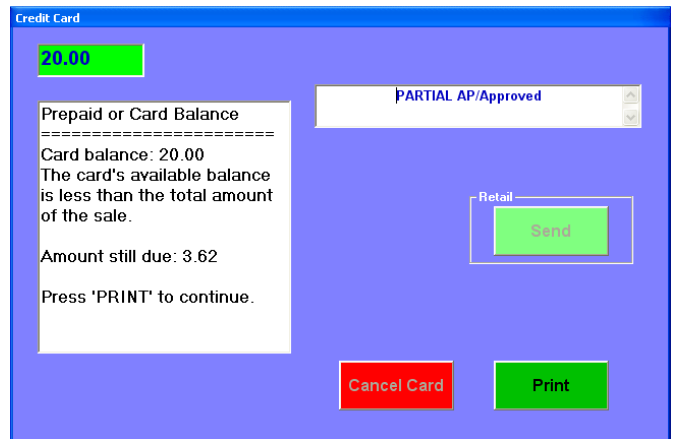 Credit Card
20.00
PARTIAL AP/Approved
Prepaid or Card Balance
=======================
Card balance: 20.00
The card's available balance
is less than the total amount
of the sale.
Amount still due: 3.62
Press 'PRINT' to continue.
Retail
Send
Cancel Card
Print